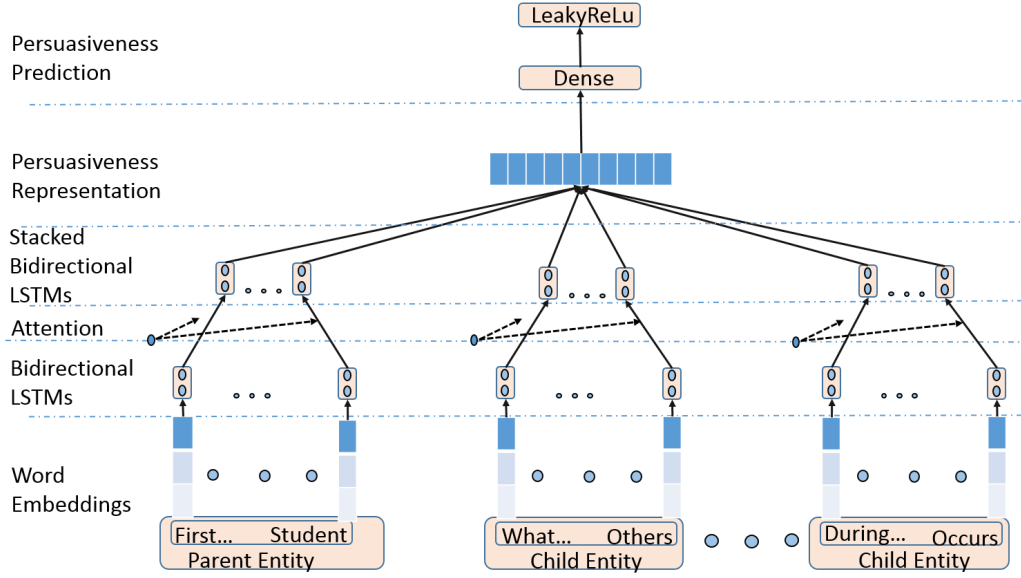 LeakyReLu
Persuasiveness
Prediction
Dense
Persuasiveness
Representation
Stacked
Bidirectional
LSTMs
Attention
Bidirectional
LSTMs
Word
Embeddings
First... Student
Parent Entity
What... Others
Child Entity
During... Occurs
Child Entity